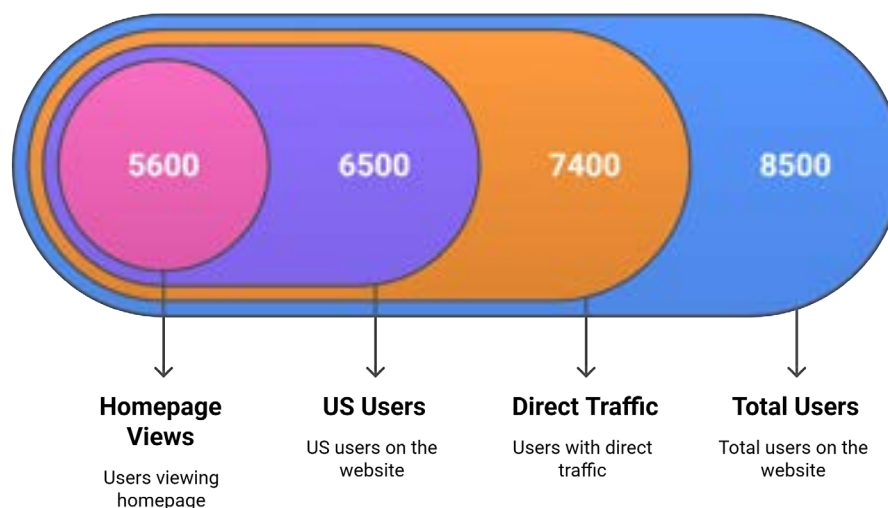 5600
6500
7400
8500
Homepage
Views
Users viewing
homepage
US Users
US users on the
website
Direct Traffic
Users with direct
traffic
Total Users
Total users on the
website